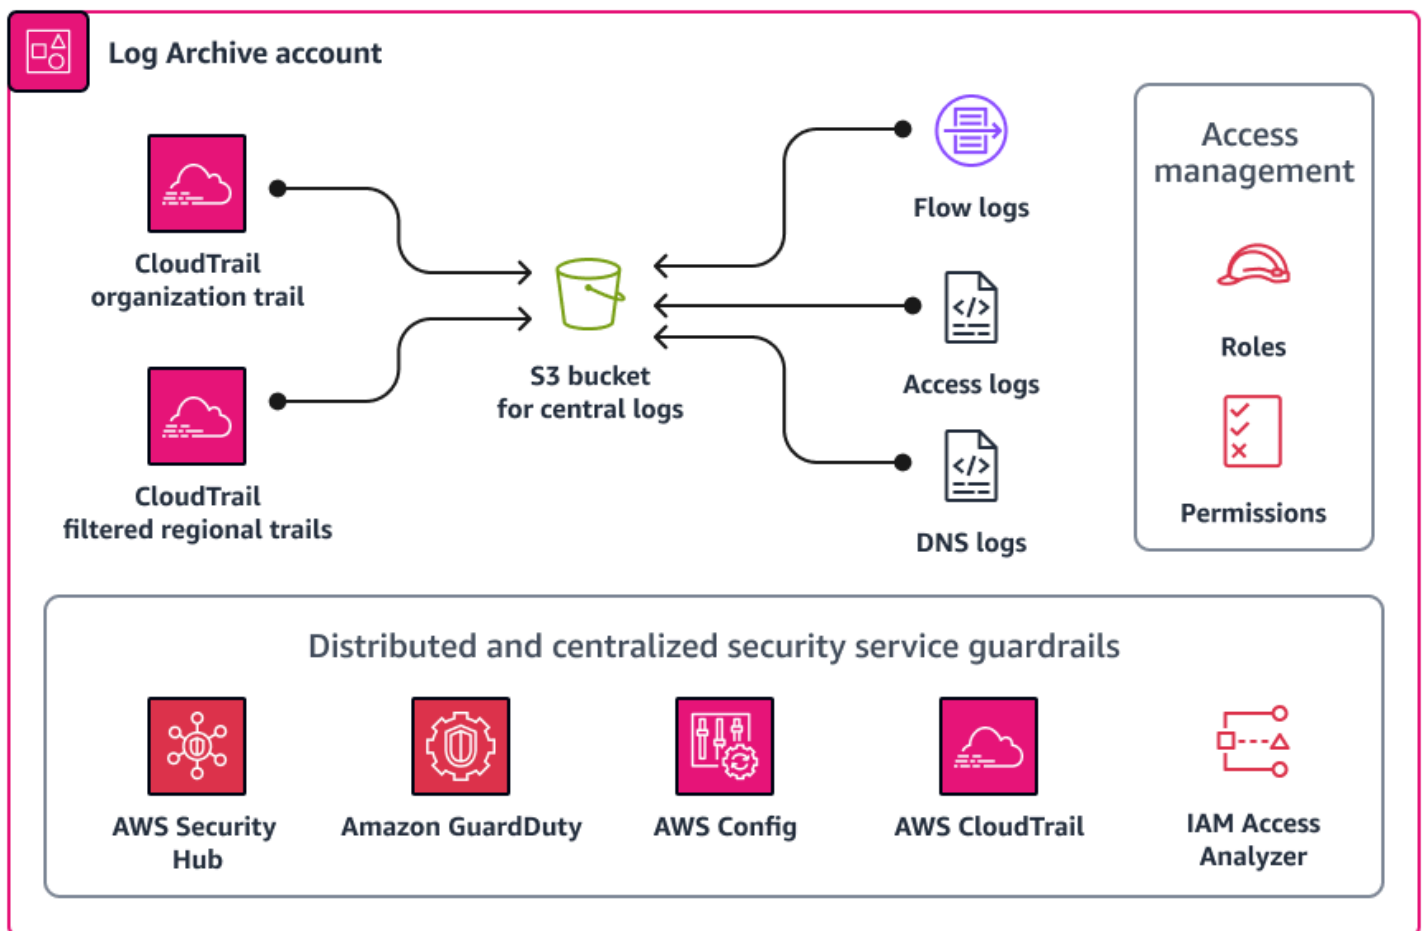 Log Archive account
CloudTrail
organization trail
CloudTrail
filtered regional trails
S3 bucket
for central logs
Flow logs
</>
Access logs
</>
DNS logs
Access
management
Roles
Permissions
Distributed and centralized security service guardrails
AWS Security
Hub
Amazon GuardDuty
AWS Config
AWS CloudTrail
IAM Access
Analyzer